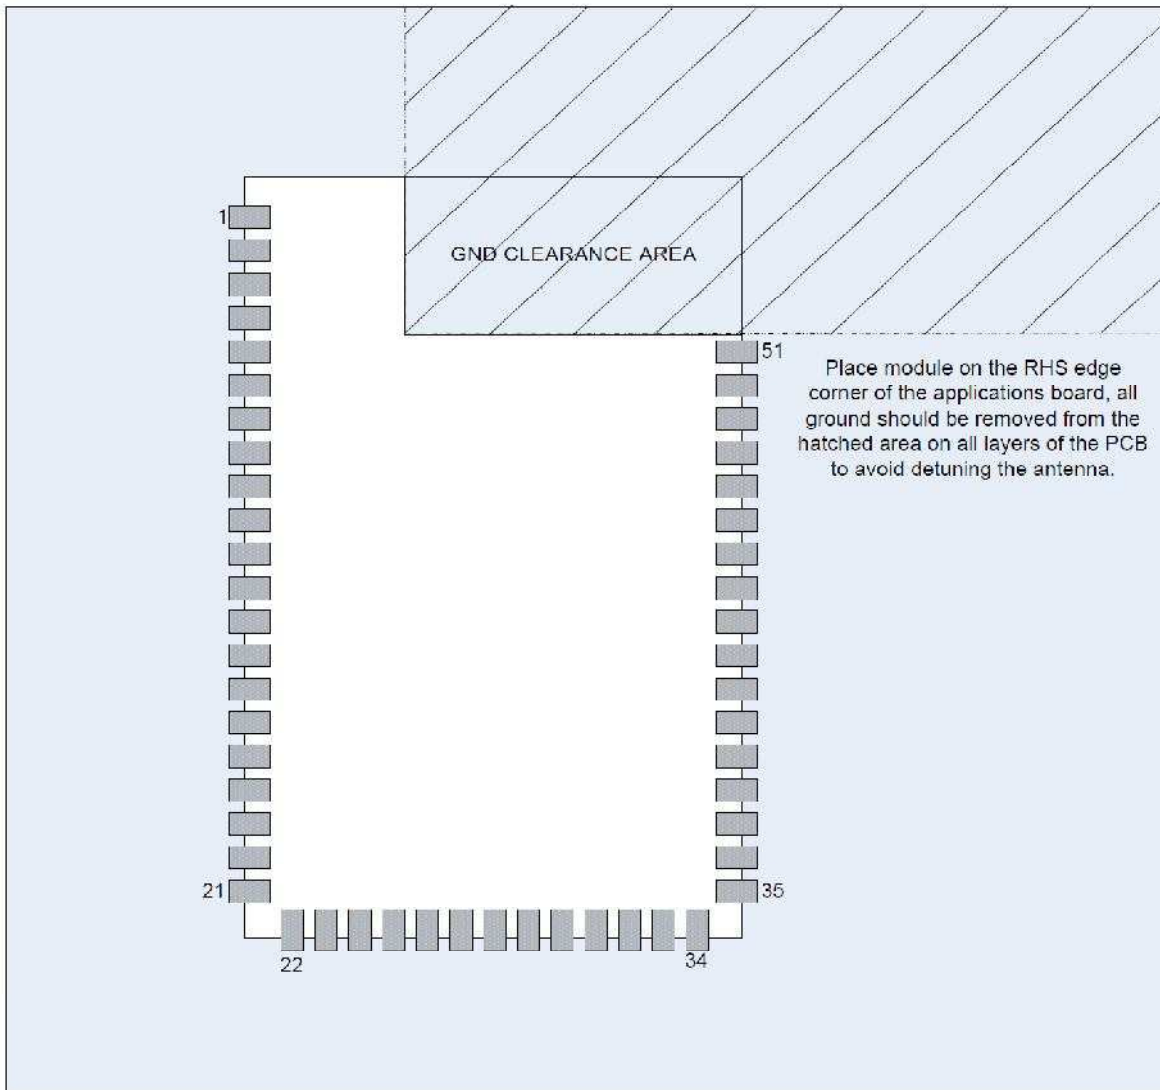 1
GND CLEARANCE AREA
51
Place module on the RHS edge
corner of the applications board, all
ground should be removed from the
hatched area on all layers of the PCB
to avoid detuning the antenna.
21
35
22
34